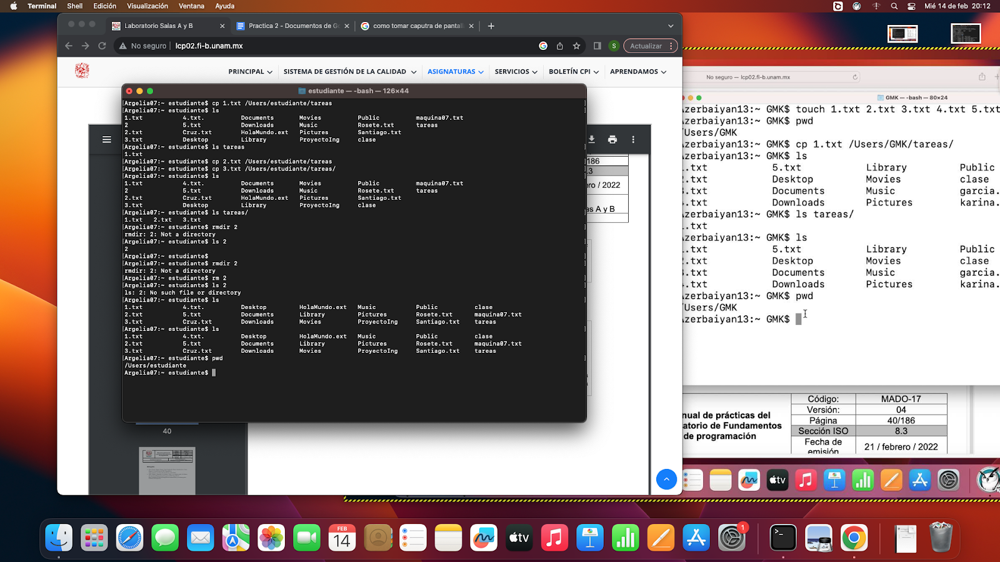 Terminal Shell Edición Visualización Ventana Ayuda
Mié 14 de feb 20:12
Laboratorio Salas A y B
Practica 2 - Documentos de G
como tomar caputra de pantal
No seguro lcp02.fi-b.unam.mx
S
Actualizar
PRINCIPAL SISTEMA DE GESTIÓN DE LA CALIDAD ASIGNATURAS SERVICIOS BOLETÍN CPI APRENDAMOS
estudiante — -bash — 126×44
[Argelia07:~ estudiante$ cp 1.txt /Users/estudiante/tareas ]
[Argelia07:~ estudiante$ ls ]
1.txt 4.txt. Documents Movies Public maquina07.txt
2 5.txt Downloads Music Rosete.txt tareas
2.txt Cruz.txt HolaMundo.ext Pictures Santiago.txt
3.txt Desktop Library ProyectoIng clase
[Argelia07:~ estudiante$ ls tareas ]
1.txt
[Argelia07:~ estudiante$ cp 2.txt /Users/estudiante/tareas ]
[Argelia07:~ estudiante$ cp 3.txt /Users/estudiante/tareas/ ]
[Argelia07:~ estudiante$ ls ]
1.txt 4.txt. Documents Movies Public maquina07.txt
2 5.txt Downloads Music Rosete.txt tareas
2.txt Cruz.txt HolaMundo.ext Pictures Santiago.txt
3.txt Desktop Library ProyectoIng clase
[Argelia07:~ estudiante$ ls tareas/ ]
1.txt 2.txt 3.txt
[Argelia07:~ estudiante$ rmdir 2 ]
rmdir: 2: Not a directory
[Argelia07:~ estudiante$ ls 2 ]
2
[Argelia07:~ estudiante$ ]
[Argelia07:~ estudiante$ rmdir 2 ]
rmdir: 2: Not a directory
[Argelia07:~ estudiante$ rm 2 ]
[Argelia07:~ estudiante$ ls 2 ]
ls: 2: No such file or directory
[Argelia07:~ estudiante$ ls ]
1.txt 4.txt. Desktop HolaMundo.ext Music Public clase
2.txt 5.txt Documents Library Pictures Rosete.txt maquina07.txt
3.txt Cruz.txt Downloads Movies ProyectoIng Santiago.txt tareas
[Argelia07:~ estudiante$ ls ]
1.txt 4.txt. Desktop HolaMundo.ext Music Public clase
2.txt 5.txt Documents Library Pictures Rosete.txt maquina07.txt
3.txt Cruz.txt Downloads Movies ProyectoIng Santiago.txt tareas
[Argelia07:~ estudiante$ pwd ]
/Users/estudiante
Argelia07:~ estudiante$
186
.3
ro / 2022
as A y B
40
No seguro — lcp02.fi-b.unam.mx
GMK — -bash — 80×24
Azerbaiyan13:~ GMK$ touch 1.txt 2.txt 3.txt 4.txt 5.txt
Azerbaiyan13:~ GMK$ pwd
/Users/GMK
Azerbaiyan13:~ GMK$ cp 1.txt /Users/GMK/tareas/
Azerbaiyan13:~ GMK$ ls
.txt 5.txt Library Public
.txt Desktop Movies clase
.txt Documents Music garcia.
.txt Downloads Pictures karina.
Azerbaiyan13:~ GMK$ ls tareas/
.txt
Azerbaiyan13:~ GMK$ ls
.txt 5.txt Library Public
.txt Desktop Movies clase
.txt Documents Music garcia.
.txt Downloads Pictures karina.
Azerbaiyan13:~ GMK$ pwd
/Users/GMK
Azerbaiyan13:~ GMK$
nual de prácticas del
atorio de Fundamentos
de programación
Código: MADO-17
Versión: 04
Página 40/186
Sección ISO 8.3
Fecha de emisión 21 / febrero / 2022
tv
FEB
14
tv
1